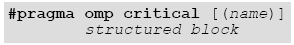 #pragma omp critical [(name)]
structured block